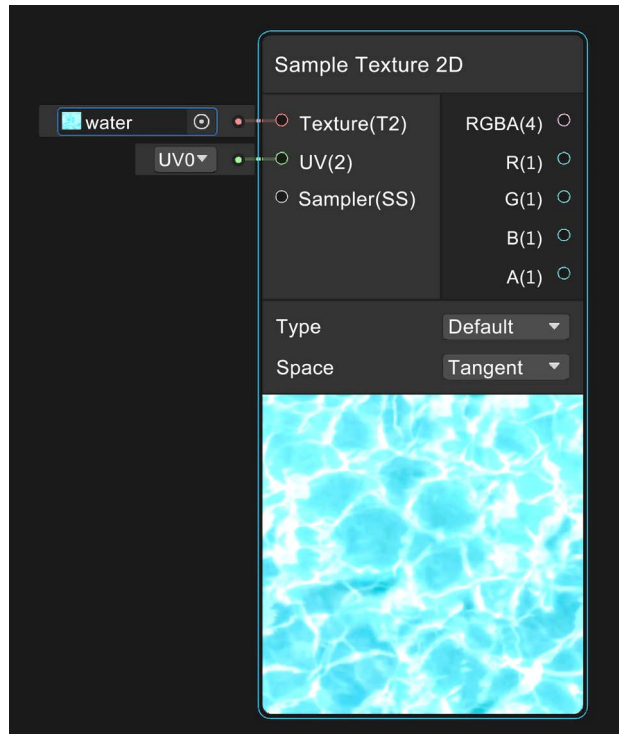 Sample Texture 2D
water
Texture(T2)
RGBA(4)
UV0
UV(2)
R(1)
Sampler(SS)
G(1)
B(1)
A(1)
Type
Default
Space
Tangent